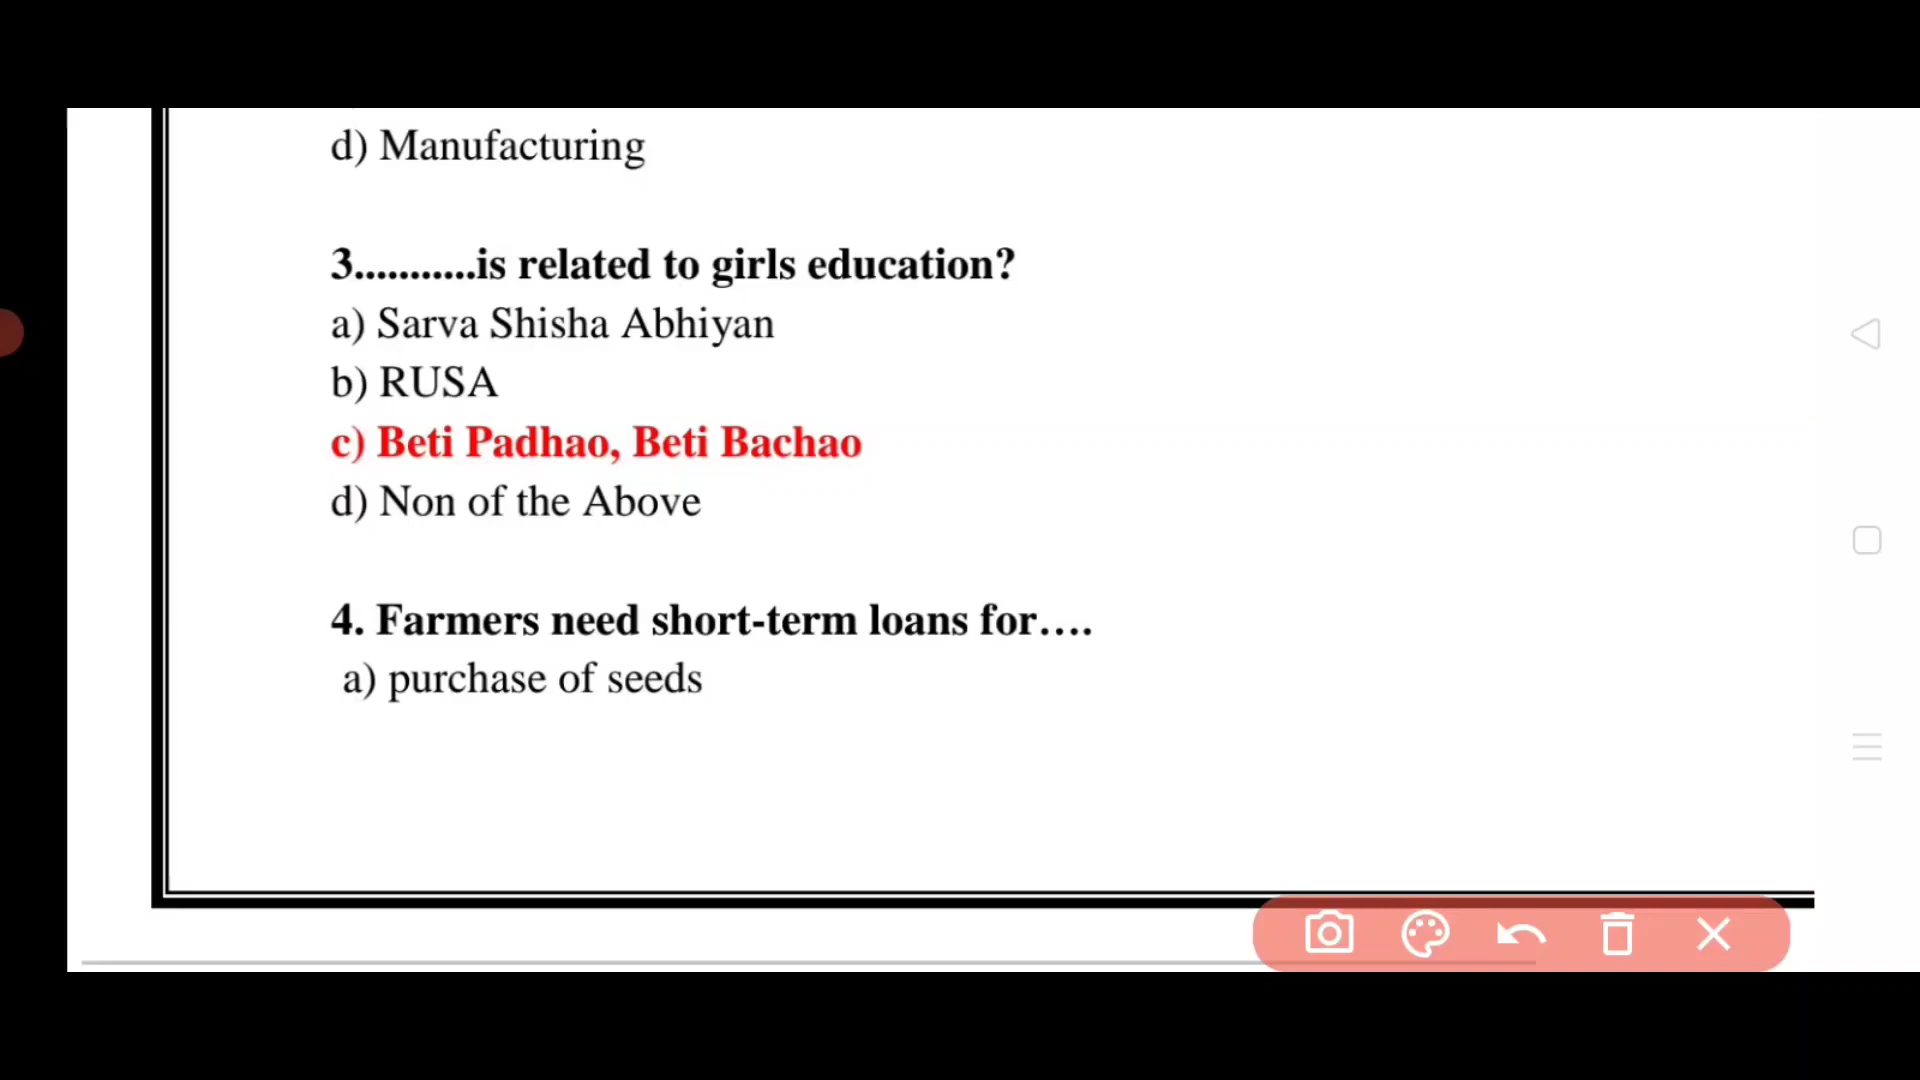 d) Manufacturing
3...........is related to girls education?
a) Sarva Shisha Abhiyan
b) RUSA
c) Beti Padhao, Beti Bachao
d) Non of the Above
4. Farmers need short-term loans for….
a) purchase of seeds